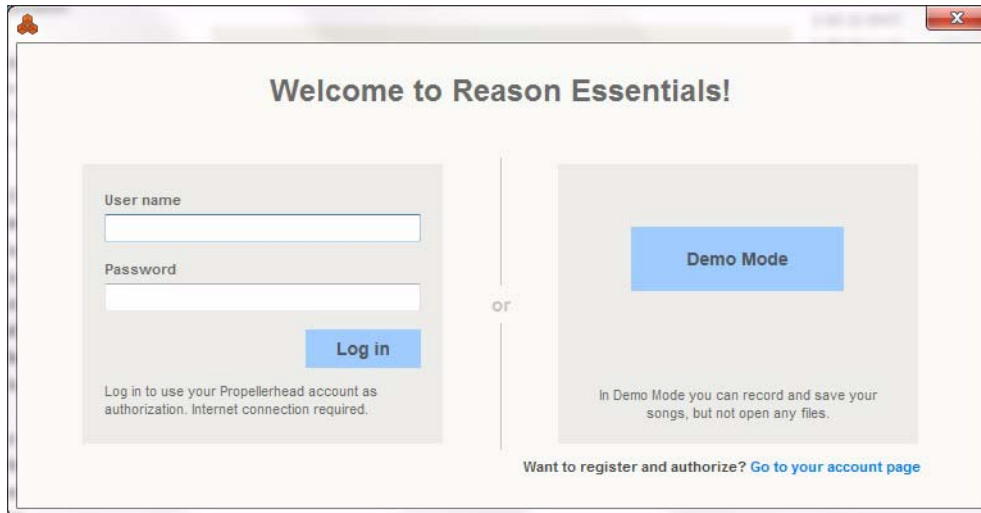 Welcome to Reason Essentials!
User name
Password
Log in
Log in to use your Propellerhead account as
authorization. Internet connection required.
or
Demo Mode
In Demo Mode you can record and save your
songs, but not open any files.
Want to register and authorize? Go to your account page